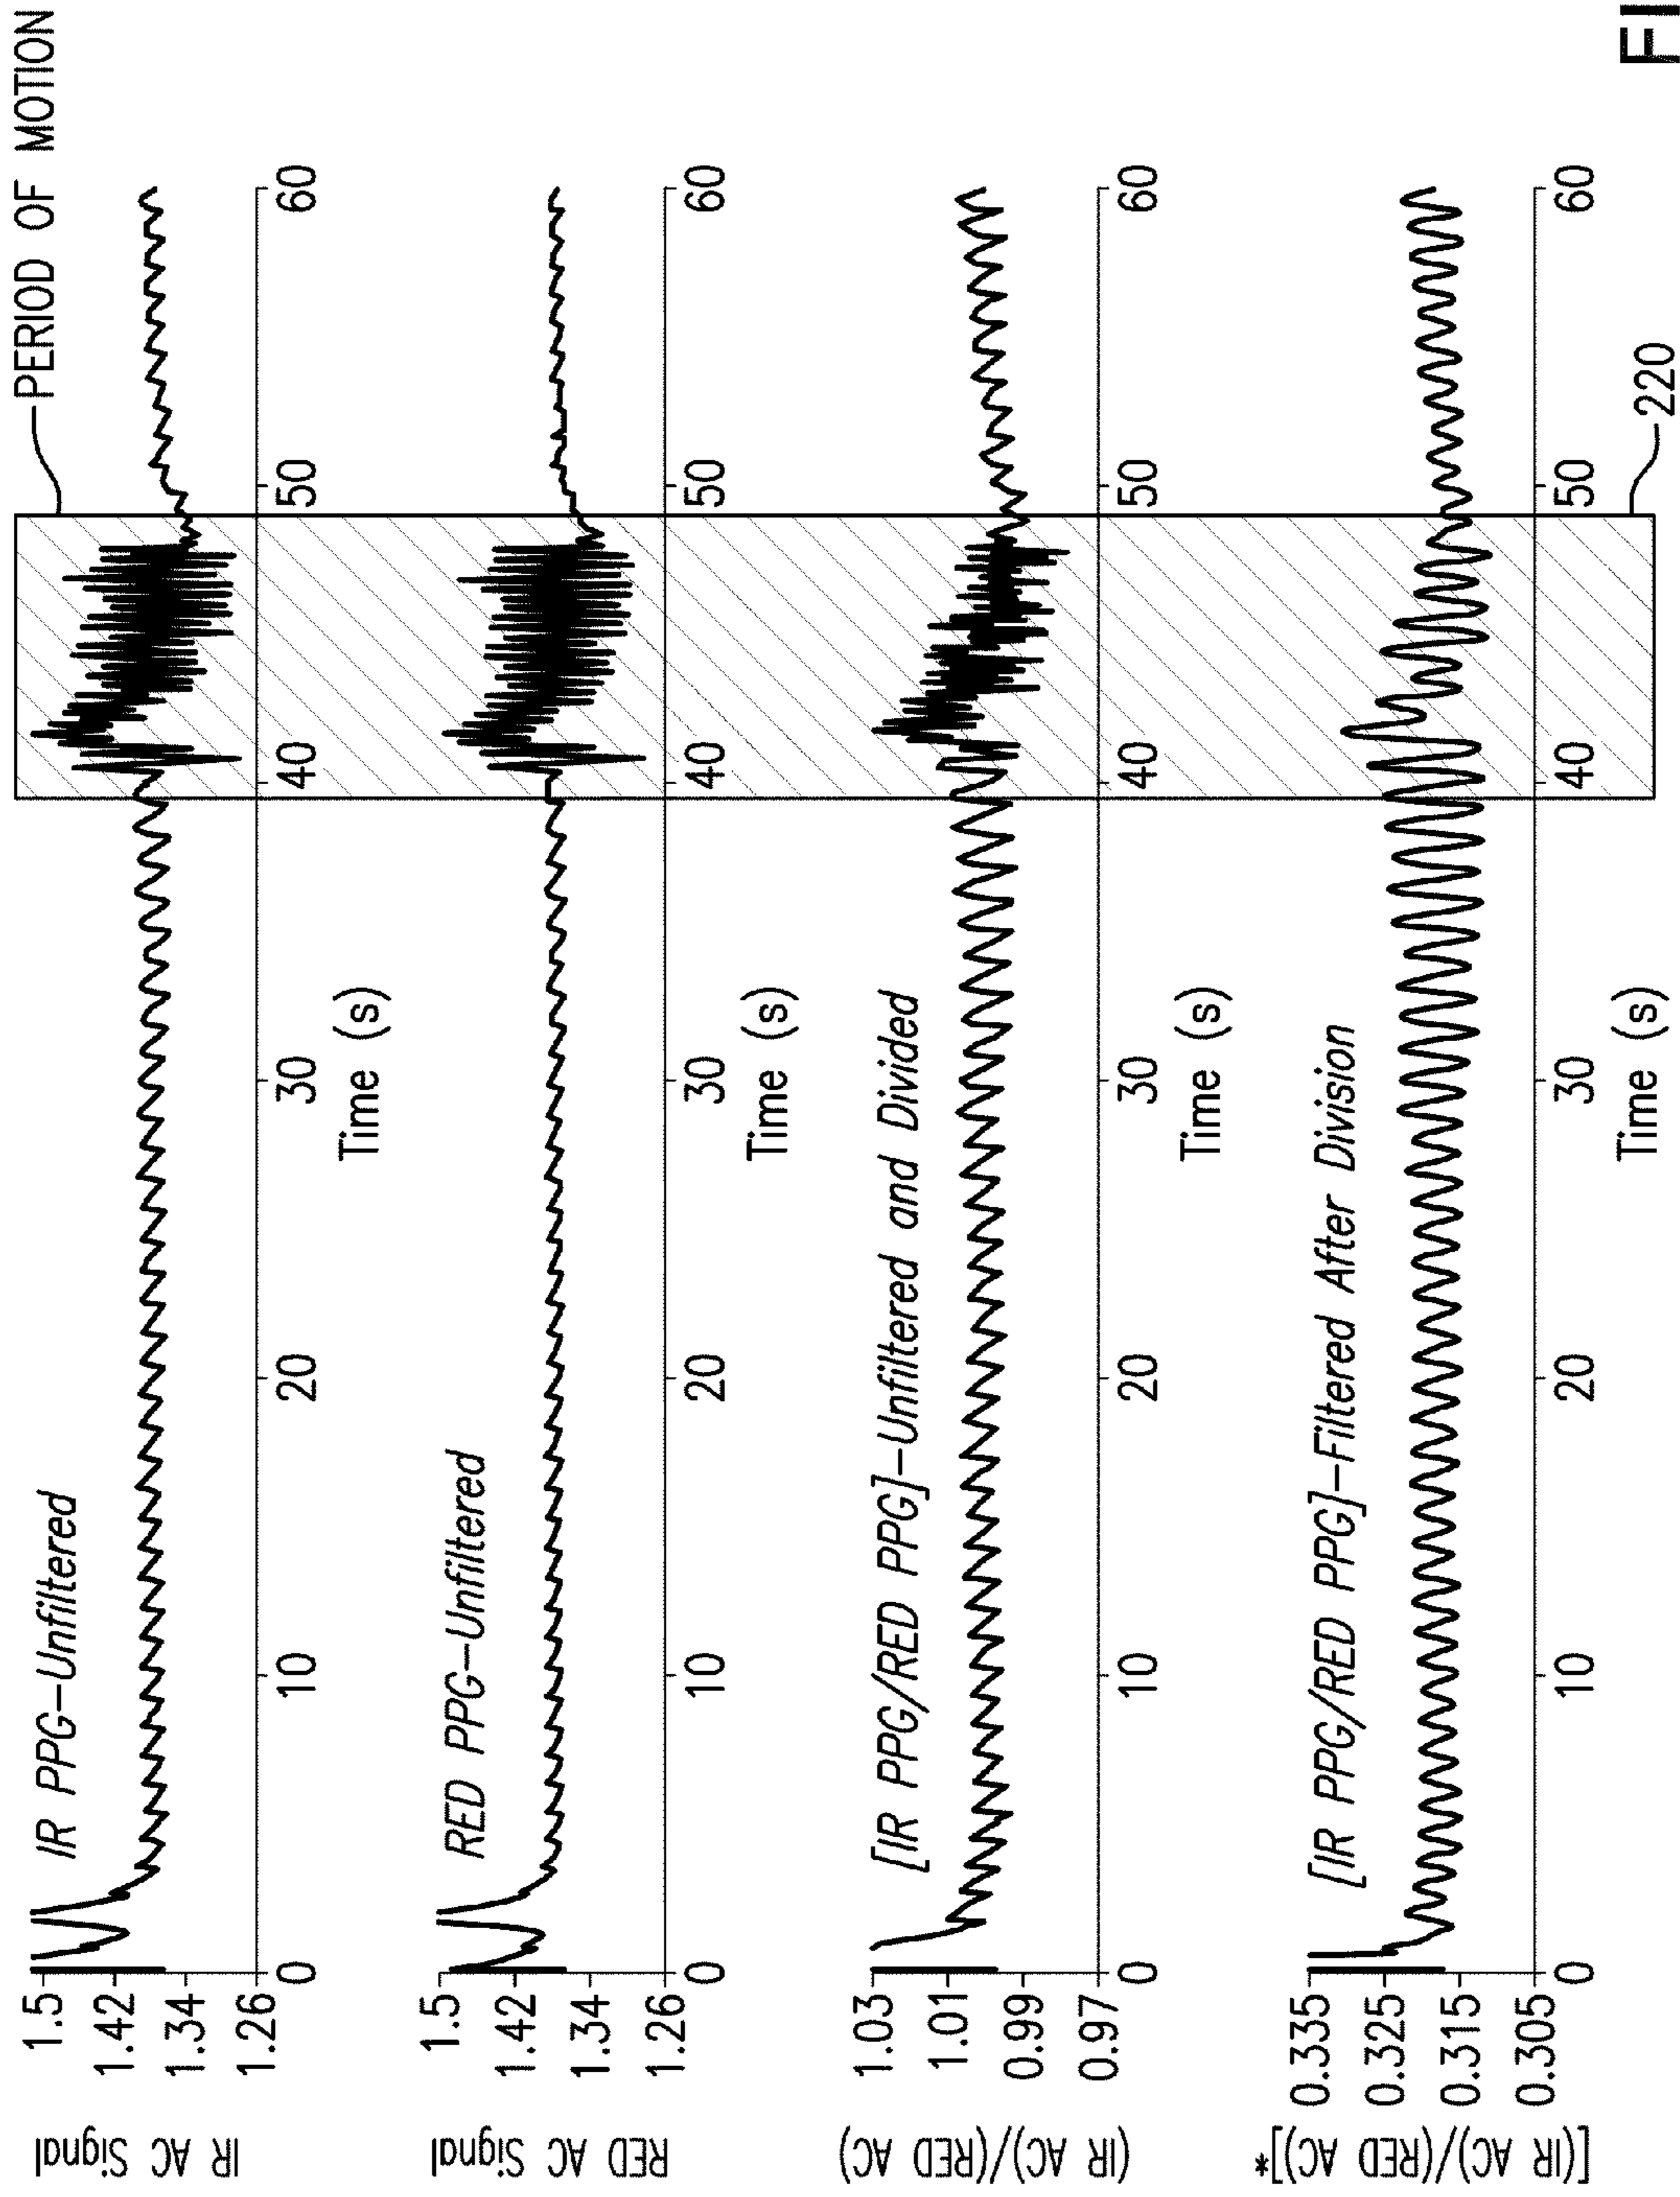 PERIOD OF MOTION
IR PPG-Unfiltered
IR AC Signal
1.5
1.42
1.34
1.26
0 10 20 30 40 50 60
Time (s)
RED PPG-Unfiltered
RED AC Signal
1.5
1.42
1.34
1.26
0 10 20 30 40 50 60
Time (s)
[IR PPG/RED PPG]-Unfiltered and Divided
(IR AC)/(RED AC)
1.03
1.01
0.99
0.97
0 10 20 30 40 50 60
Time (s)
[IR PPG/RED PPG]-Filtered After Division
[(IR AC)/(RED AC)]*
0.335
0.325
0.315
0.305
0 10 20 30 40 50 60
Time (s)
220